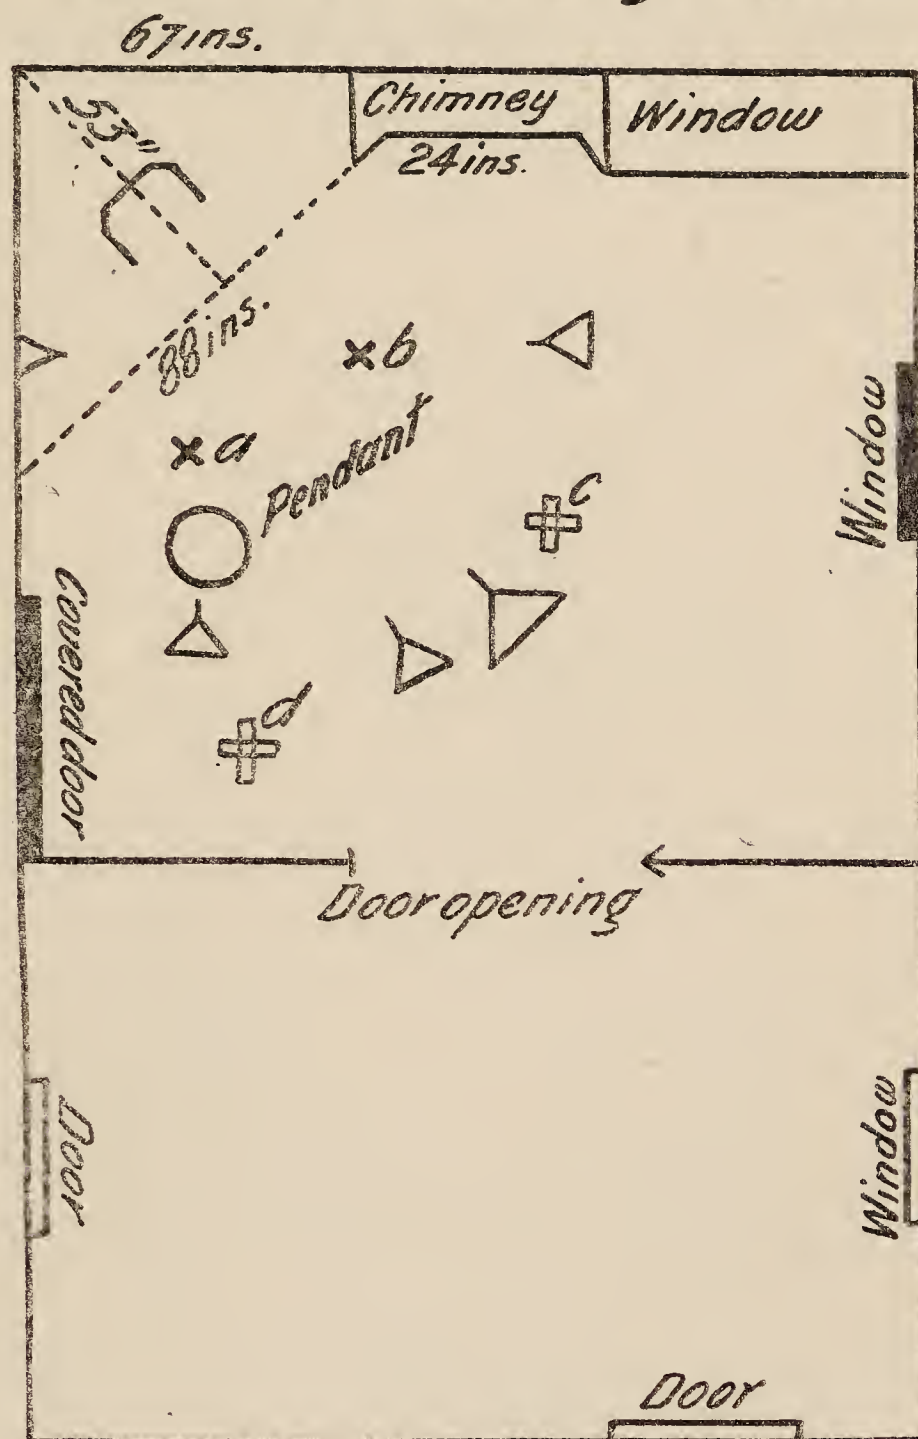 67ins.
Chimney
Window
53"
24ins.
88ins.
b
a
Pendant
c
Window
Covered door
d
Door opening
Door
Window
Door